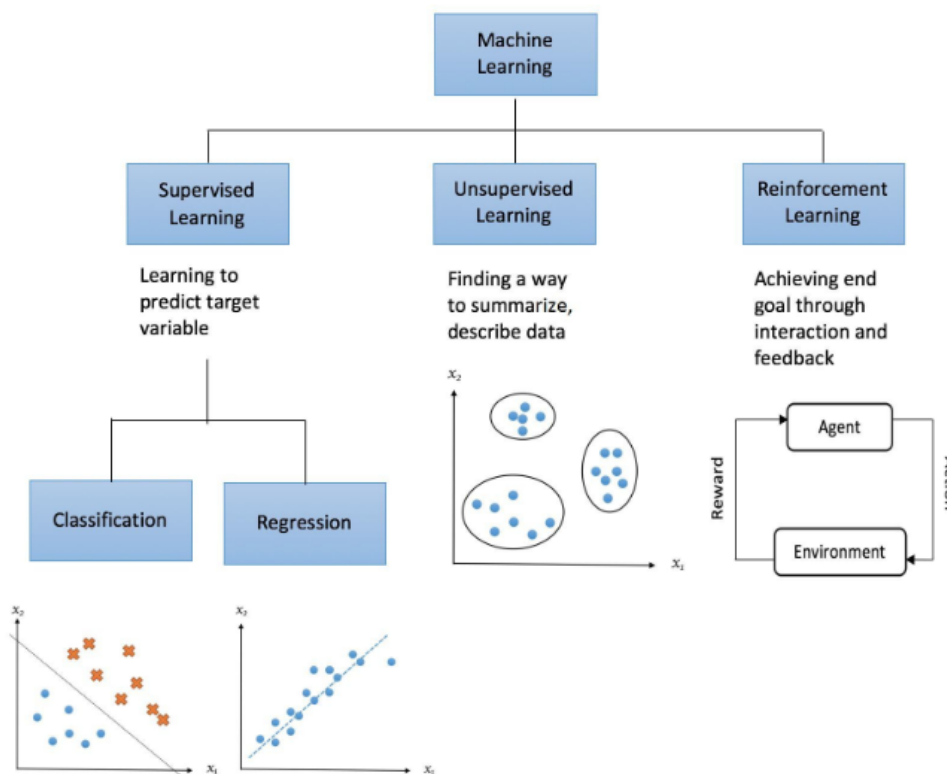 Machine
Learning
Supervised
Learning
Unsupervised
Learning
Reinforcement
Learning
Learning to
predict target
variable
Finding a way
to summarize,
describe data
Achieving end
goal through
interaction and
feedback
Classification
Regression
x₂
x₁
Agent
Environment
Reward
x₂
x₁